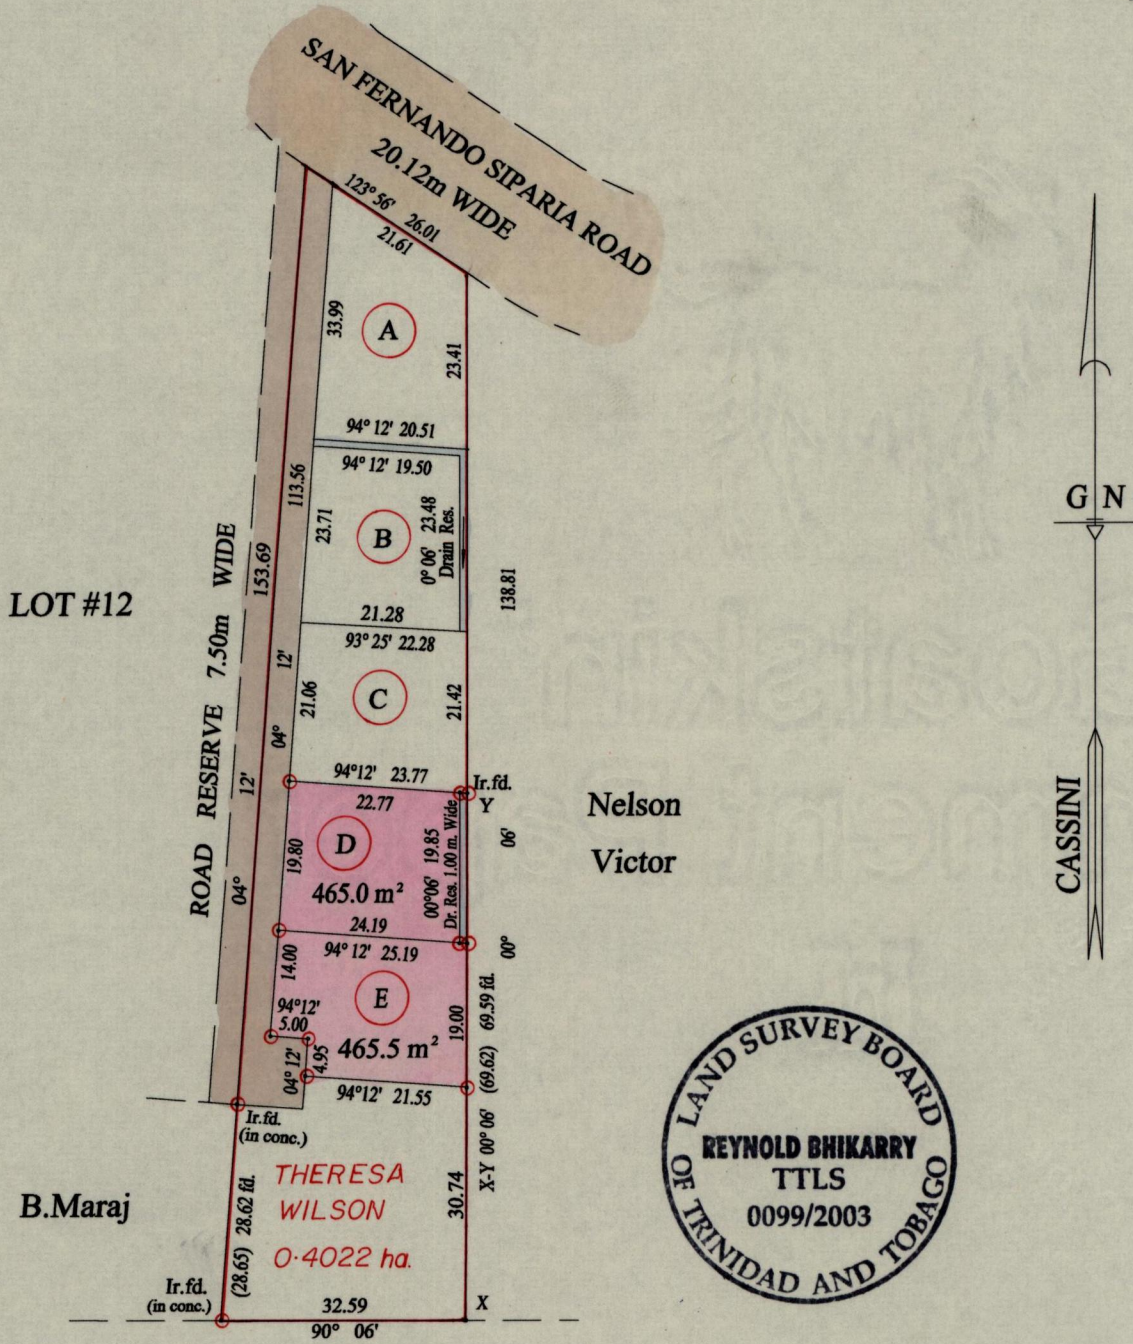 SAN FERNANDO SIPARIA ROAD
20.12m WIDE
123° 56' 26.01
21.61
33.99
A
23.41
94° 12' 20.51
94° 12' 19.50
113.56
23.71
B
0° 06' 23.48
Drain Res.
138.81
G N
LOT #12
153.69
ROAD RESERVE 7.50m WIDE
21.28
93° 25' 22.28
12'
04°
21.06
C
21.42
94°12' 23.77
Ir.fd.
Y
22.77
12'
04°
19.80
D
465.0 m²
00°06' 19.85
Dr. Res. 1.00 m. Wide
06'
00°
Nelson
Victor
CASSINI
24.19
94° 12' 25.19
14.00
E
465.5 m²
19.00
94°12'
5.00
04° 12'
4.95
94°12' 21.55
X-Y 00° 06' (69.62) 69.59 fd.
Ir.fd.
(in conc.)
B.Maraj
(28.65) 28.62 fd.
THERESA
WILSON
0.4022 ha.
30.74
Ir.fd.
(in conc.)
32.59
X
90° 06'
LAND SURVEY BOARD
OF TRINIDAD AND TOBAGO
REYNOLD BHIKARRY
TTLS
0099/2003